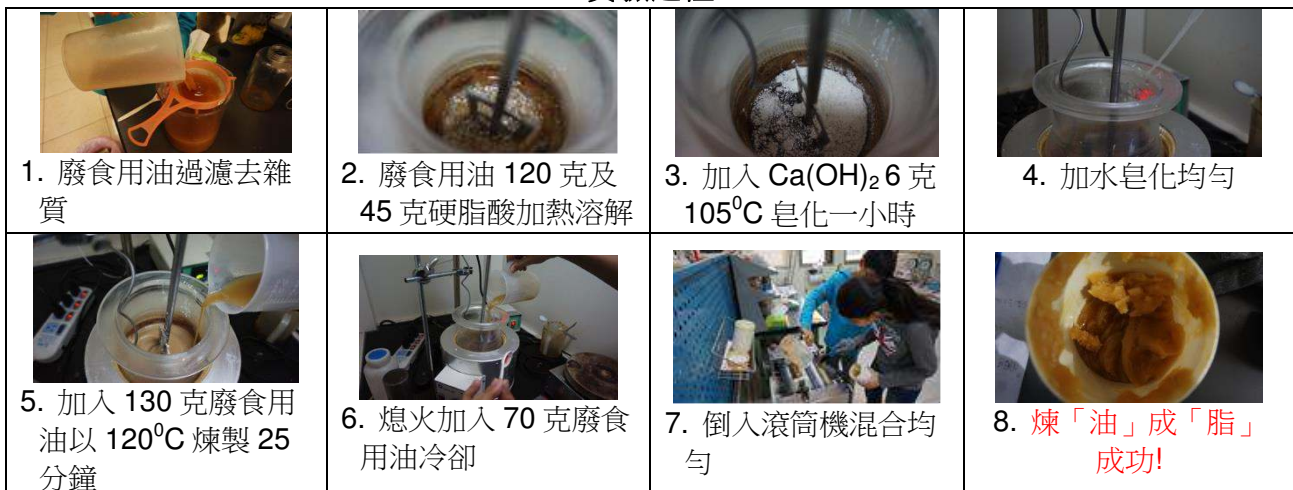 1. 廢食用油過濾去雜
質
2. 廢食用油 120 克及
45 克硬脂酸加熱溶解
3. 加入 Ca(OH)₂ 6 克
105⁰C 皂化一小時
4. 加水皂化均勻
5. 加入 130 克廢食用
油以 120⁰C 煉製 25
分鐘
6. 熄火加入 70 克廢食
用油冷卻
7. 倒入滾筒機混合均
勻
8. 煉「油」成「脂」
成功!